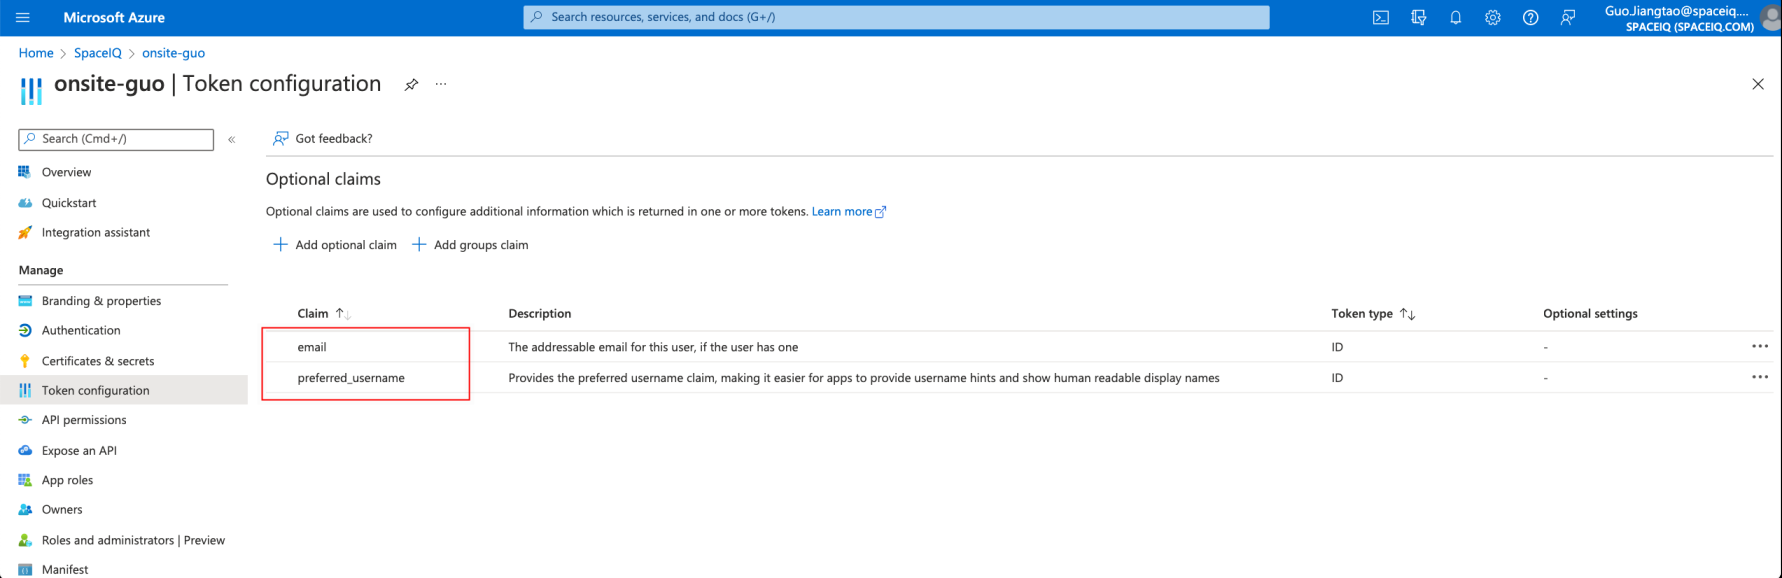 Microsoft Azure
Search resources, services, and docs (G+/)
Guo.Jiangtao@spaceiq....
SPACEIQ (SPACEIQ.COM)
Home > SpaceIQ > onsite-guo
onsite-guo | Token configuration
Search (Cmd+/)
«
Overview
Quickstart
Integration assistant
Manage
Branding & properties
Authentication
Certificates & secrets
Token configuration
API permissions
Expose an API
App roles
Owners
Roles and administrators | Preview
Manifest
Got feedback?
Optional claims
Optional claims are used to configure additional information which is returned in one or more tokens. Learn more
+ Add optional claim + Add groups claim
Claim ↑↓ Description Token type ↑↓ Optional settings
email The addressable email for this user, if the user has one ID - ...
preferred_username Provides the preferred username claim, making it easier for apps to provide username hints and show human readable display names ID - ...